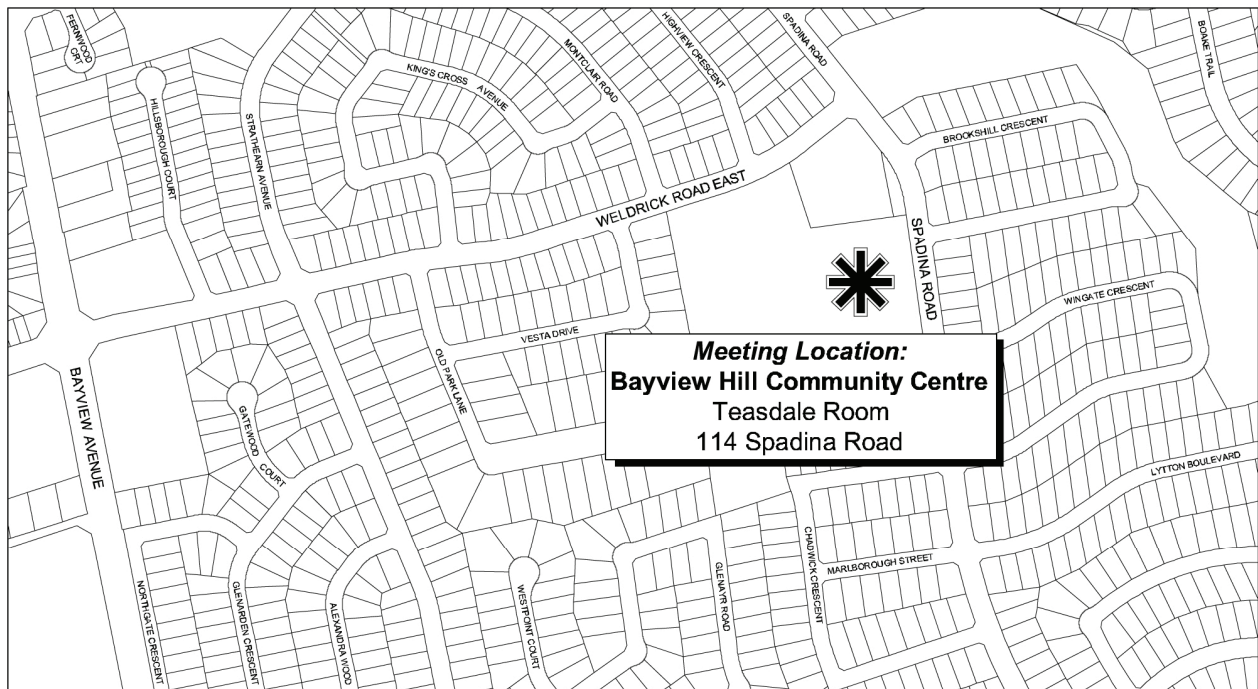 FERNWOOD
CRT
HILLSBOROUGH COURT
STRATHEARN AVENUE
KING'S CROSS AVENUE
MONTCLAIR ROAD
HIGHVIEW CRESCENT
SPADINA ROAD
BOAKE TRAIL
BROOKSHILL CRESCENT
WELDRICK ROAD EAST
SPADINA ROAD
WINGATE CRESCENT
VESTA DRIVE
OLD PARK LANE
BAYVIEW AVENUE
GATEWOOD COURT
Meeting Location:
Bayview Hill Community Centre
Teasdale Room
114 Spadina Road
LYTTON BOULEVARD
MARLBOROUGH STREET
CHADWICK CRESCENT
GLENAYR ROAD
WESTPOINT COURT
ALEXANDRA WOOD
GLENARDEN CRESCENT
NORTHGATE CRESCENT